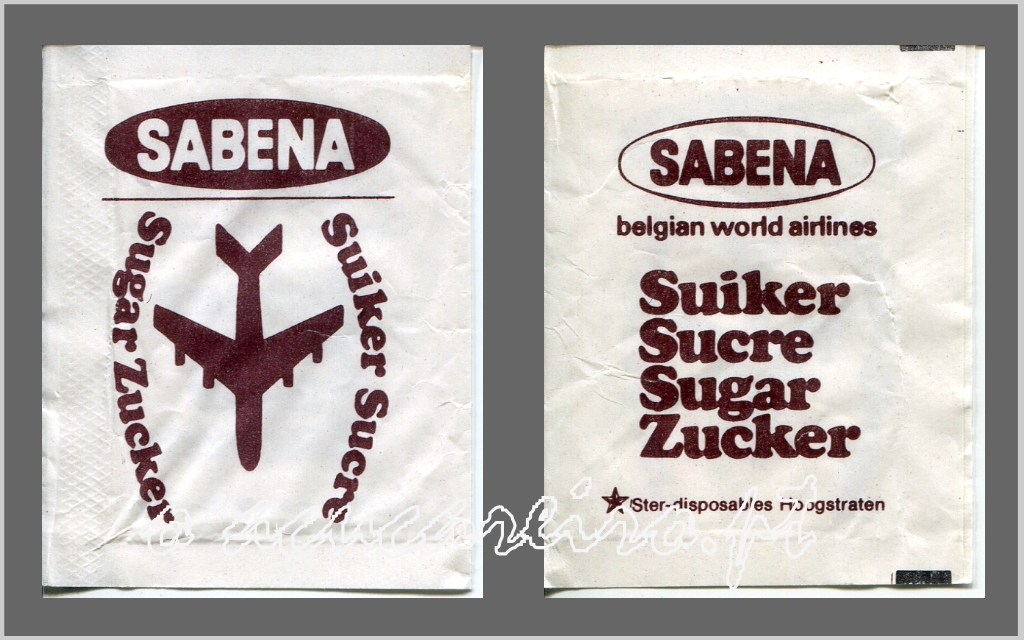 SABENA
Sugar Zucker
Suiker Sucre
SABENA
belgian world airlines
Suiker
Sucre
Sugar
Zucker
Ster-disposables Hoogstraten